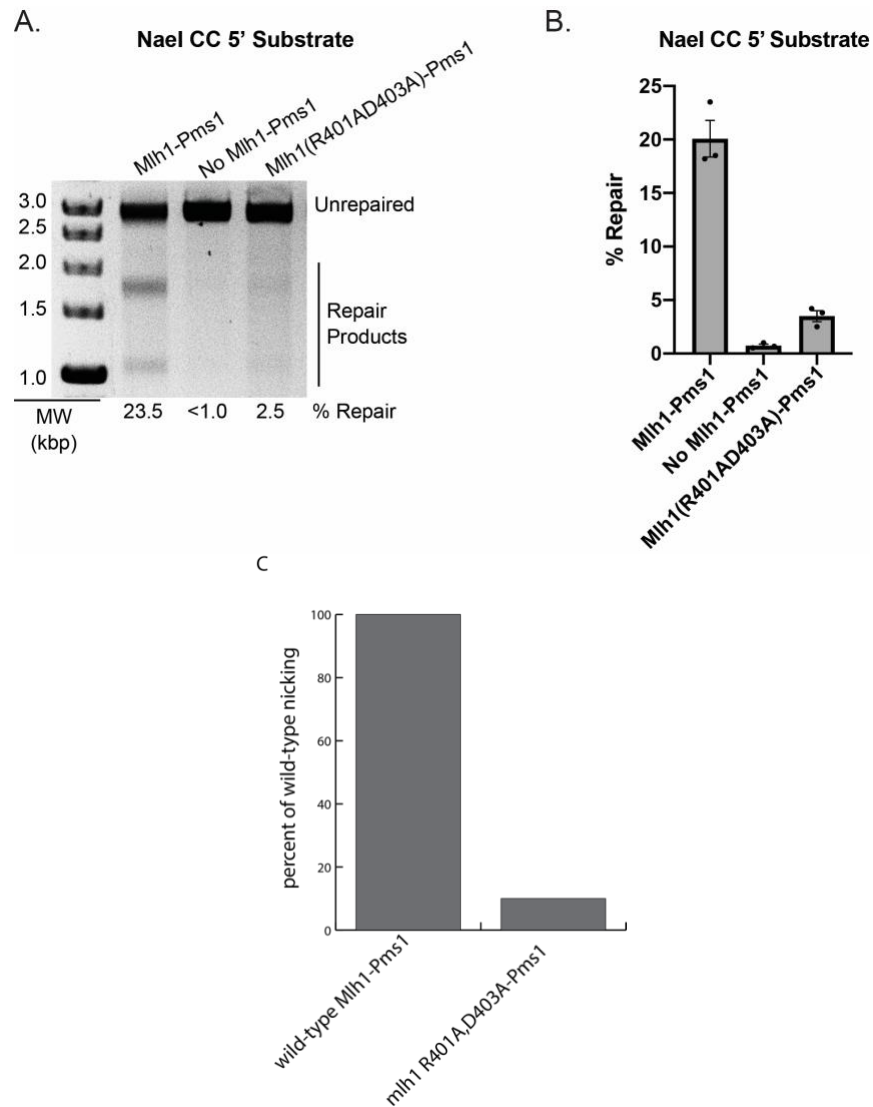 A.
NaeI CC 5' Substrate
Mlh1-Pms1
No Mlh1-Pms1
Mlh1(R401AD403A)-Pms1
3.0
2.5
2.0
1.5
1.0
Unrepaired
Repair
Products
MW
(kbp)
23.5 <1.0 2.5 % Repair
B.
NaeI CC 5' Substrate
% Repair
25
20
15
10
5
0
Mlh1-Pms1
No Mlh1-Pms1
Mlh1(R401AD403A)-Pms1
C
percent of wild-type nicking
100
80
60
40
20
0
wild-type Mlh1-Pms1
mlh1 R401A,D403A-Pms1